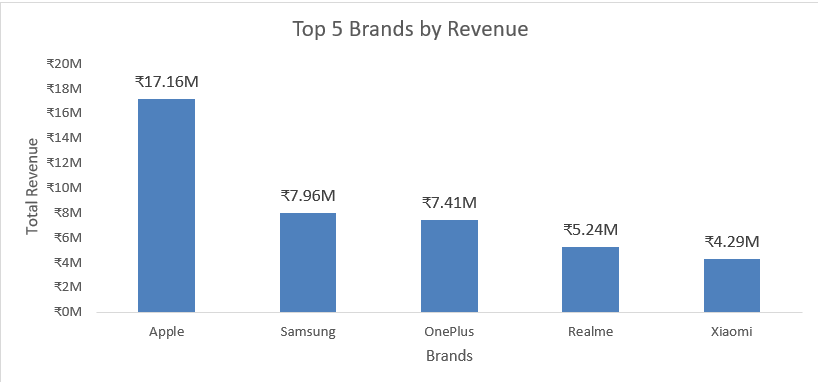 Top 5 Brands by Revenue
Total Revenue
₹20M
₹18M
₹16M
₹14M
₹12M
₹10M
₹8M
₹6M
₹4M
₹2M
₹0M
₹17.16M
₹7.96M
₹7.41M
₹5.24M
₹4.29M
Apple Samsung OnePlus Realme Xiaomi
Brands